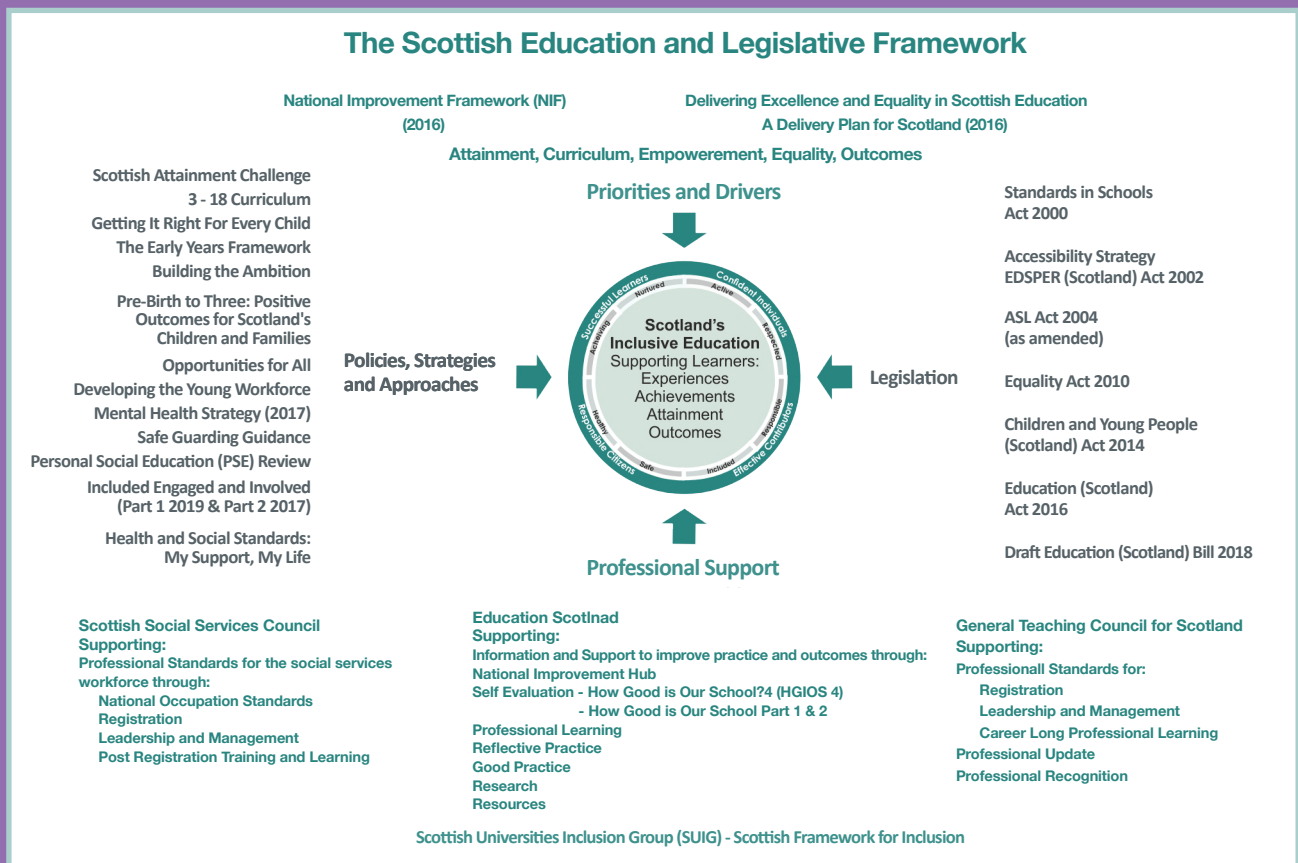 The Scottish Education and Legislative Framework
National Improvement Framework (NIF)
(2016)
Delivering Excellence and Equality in Scottish Education
A Delivery Plan for Scotland (2016)
Attainment, Curriculum, Empowerement, Equality, Outcomes
Priorities and Drivers
Scottish Attainment Challenge
3 - 18 Curriculum
Getting It Right For Every Child
The Early Years Framework
Building the Ambition
Pre-Birth to Three: Positive
Outcomes for Scotland's
Children and Families
Opportunities for All
Developing the Young Workforce
Mental Health Strategy (2017)
Safe Guarding Guidance
Personal Social Education (PSE) Review
Included Engaged and Involved
(Part 1 2019 & Part 2 2017)
Health and Social Standards:
My Support, My Life
Policies, Strategies
and Approaches
Successful Learners
Confident Individuals
Effective Contributors
Responsible Citizens
Nurtured
Active
Respected
Responsible
Included
Safe
Healthy
Acheiving
Scotland’s
Inclusive Education
Supporting Learners:
Experiences
Achievements
Attainment
Outcomes
Legislation
Standards in Schools
Act 2000
Accessibility Strategy
EDSPER (Scotland) Act 2002
ASL Act 2004
(as amended)
Equality Act 2010
Children and Young People
(Scotland) Act 2014
Education (Scotland)
Act 2016
Draft Education (Scotland) Bill 2018
Professional Support
Scottish Social Services Council
Supporting:
Professional Standards for the social services
workforce through:
National Occupation Standards
Registration
Leadership and Management
Post Registration Training and Learning
Education Scotlnad
Supporting:
Information and Support to improve practice and outcomes through:
National Improvement Hub
Self Evaluation - How Good is Our School?4 (HGIOS 4)
- How Good is Our School Part 1 & 2
Professional Learning
Reflective Practice
Good Practice
Research
Resources
General Teaching Council for Scotland
Supporting:
Professionall Standards for:
Registration
Leadership and Management
Career Long Professional Learning
Professional Update
Professional Recognition
Scottish Universities Inclusion Group (SUIG) - Scottish Framework for Inclusion